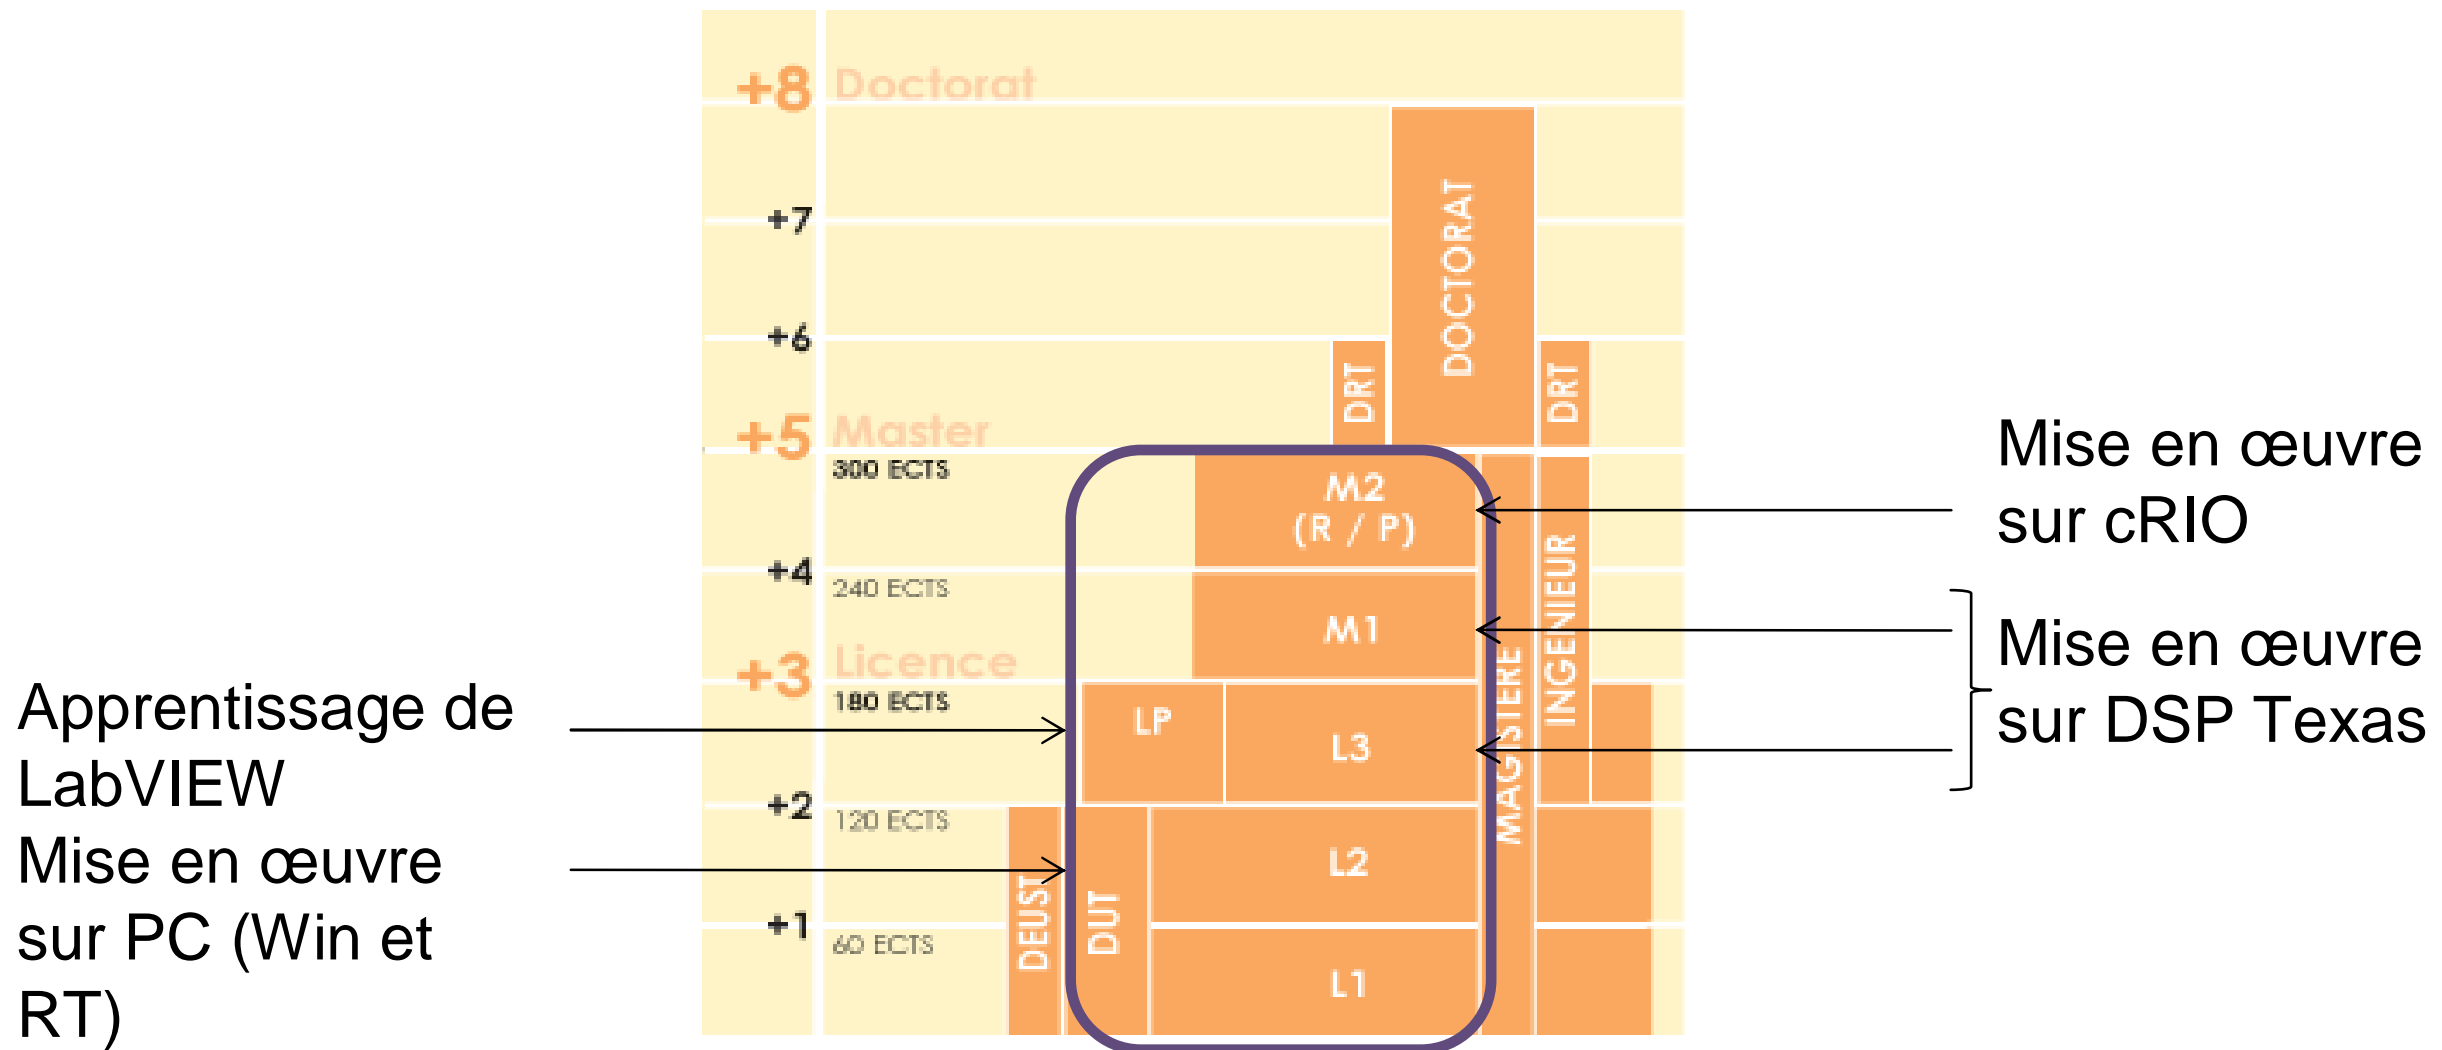 +8 Doctorat
+7
+6
+5 Master
300 ECTS
+4
240 ECTS
+3 Licence
180 ECTS
+2
120 ECTS
+1
60 ECTS
DOCTORAT
DRT
DRT
M2
(R / P)
M1
LP
L3
L2
L1
DEUST
DUT
MAGISTERE
INGENIEUR
Apprentissage de
LabVIEW
Mise en œuvre
sur PC (Win et
RT)
Mise en œuvre
sur cRIO
Mise en œuvre
sur DSP Texas